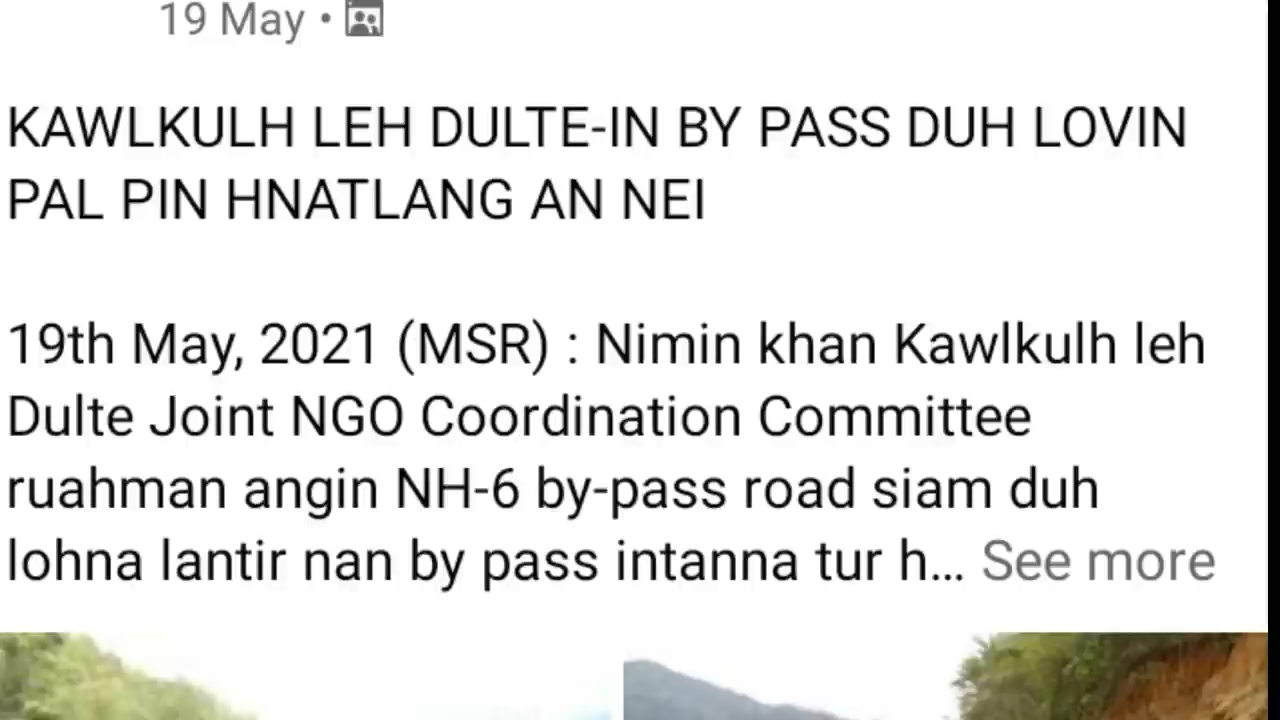 19 May •
KAWLKULH LEH DULTE-IN BY PASS DUH LOVIN
PAL PIN HNATLANG AN NEI
19th May, 2021 (MSR) : Nimin khan Kawlkulh leh
Dulte Joint NGO Coordination Committee
ruahman angin NH-6 by-pass road siam duh
lohna lantir nan by pass intanna tur h... See more